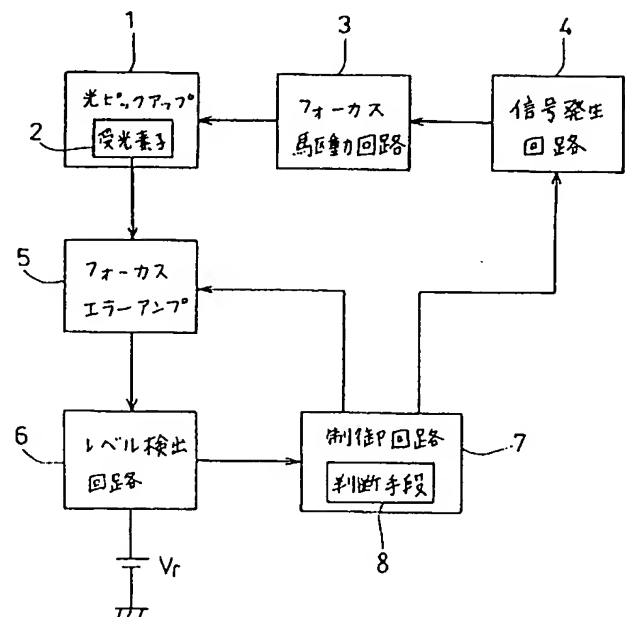 1
光ピックアップ
2
受光素子
3
フォーカス
駆動回路
4
信号発生
回路
5
フォーカス
エラーアンプ
6
レベル検出
回路
制御回路
7
判断手段
8
Vr